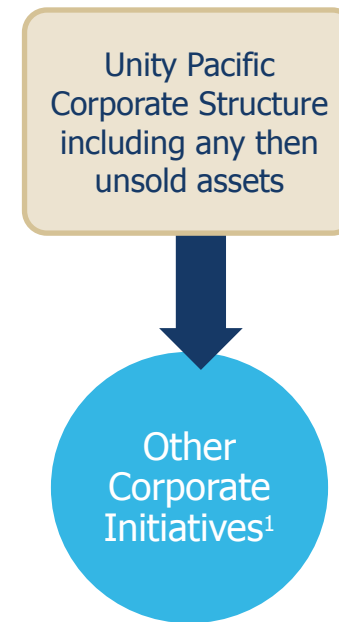 Unity Pacific
Corporate Structure
including any then
unsold assets
Other
Corporate
Initiatives¹